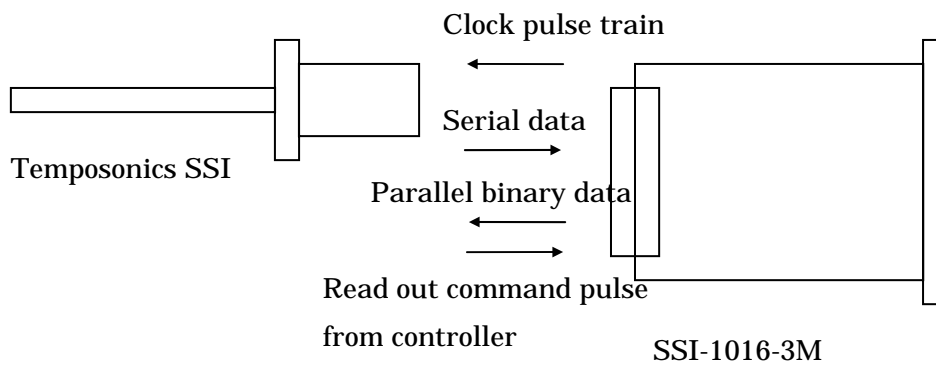 Clock pulse train
Serial data
Temposonics SSI
Parallel binary data
Read out command pulse
from controller
SSI-1016-3M